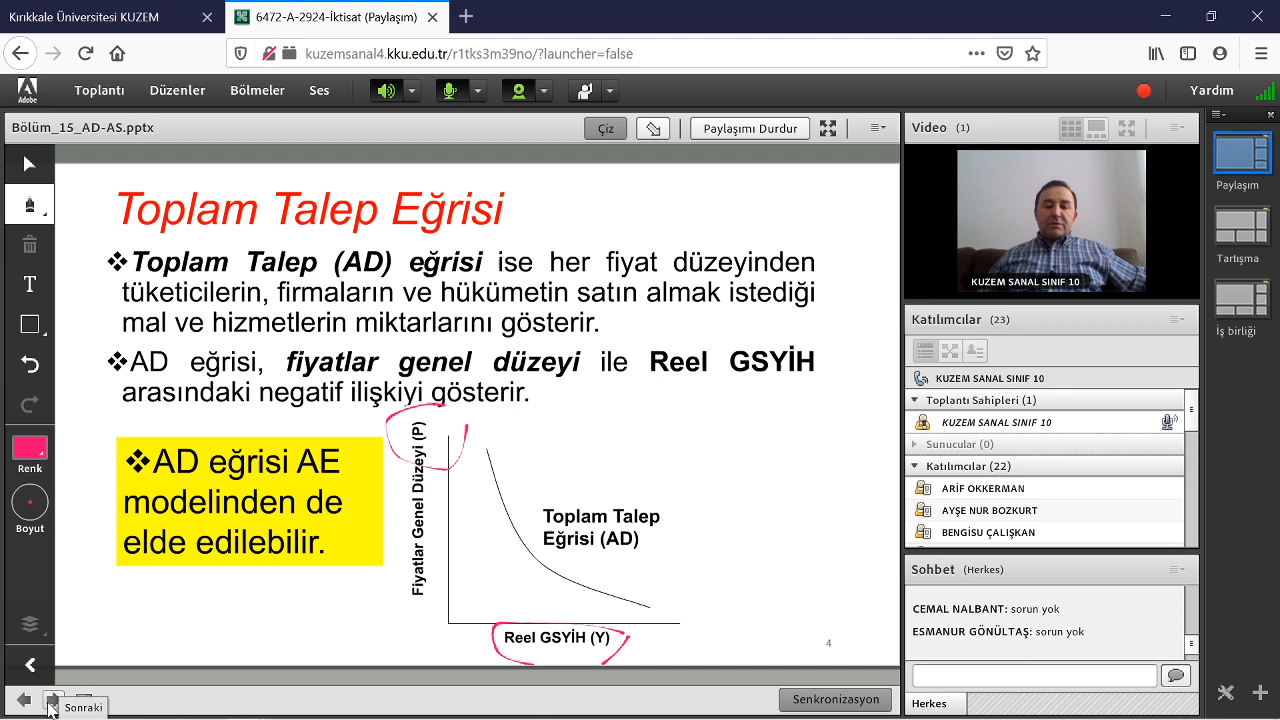 Kırıkkale Üniversitesi KUZEM
6472-A-2924-İktisat (Paylaşım)
kuzemsanal4.kku.edu.tr/r1tks3m39no/?launcher=false
Adobe
Toplantı
Düzenler
Bölmeler
Ses
Yardım
Bölüm_15_AD-AS.pptx
Çiz
Paylaşımı Durdur
Video (1)
Toplam Talep Eğrisi
❖Toplam Talep (AD) eğrisi ise her fiyat düzeyinden
tüketicilerin, firmaların ve hükümetin satın almak istediği
mal ve hizmetlerin miktarlarını gösterir.
❖AD eğrisi, fiyatlar genel düzeyi ile Reel GSYİH
arasındaki negatif ilişkiyi gösterir.
❖AD eğrisi AE
modelinden de
elde edilebilir.
Fiyatlar Genel Düzeyi (P)
Toplam Talep
Eğrisi (AD)
Reel GSYİH (Y)
4
T
Renk
Boyut
Sonraki
Senkronizasyon
KUZEM SANAL SINIF 10
Katılımcılar (23)
KUZEM SANAL SINIF 10
Toplantı Sahipleri (1)
KUZEM SANAL SINIF 10
Sunucular (0)
Katılımcılar (22)
ARİF OKKERMAN
AYŞE NUR BOZKURT
BENGİSU ÇALIŞKAN
Sohbet (Herkes)
CEMAL NALBANT: sorun yok
ESMANUR GÖNÜLTAŞ: sorun yok
Herkes
Paylaşım
Tartışma
İş birliği